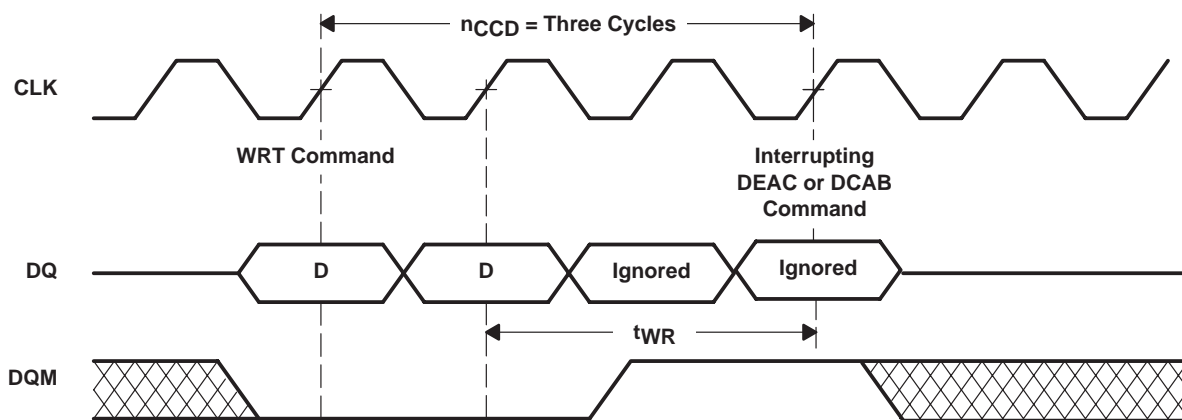 nCCD = Three Cycles
CLK
WRT Command
Interrupting
DEAC or DCAB
Command
DQ
D
D
Ignored
Ignored
tWR
DQM